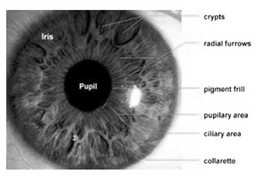 crypts
Iris
radial furrows
Pupil
pigment frill
pupilary area
ciliary area
collarette